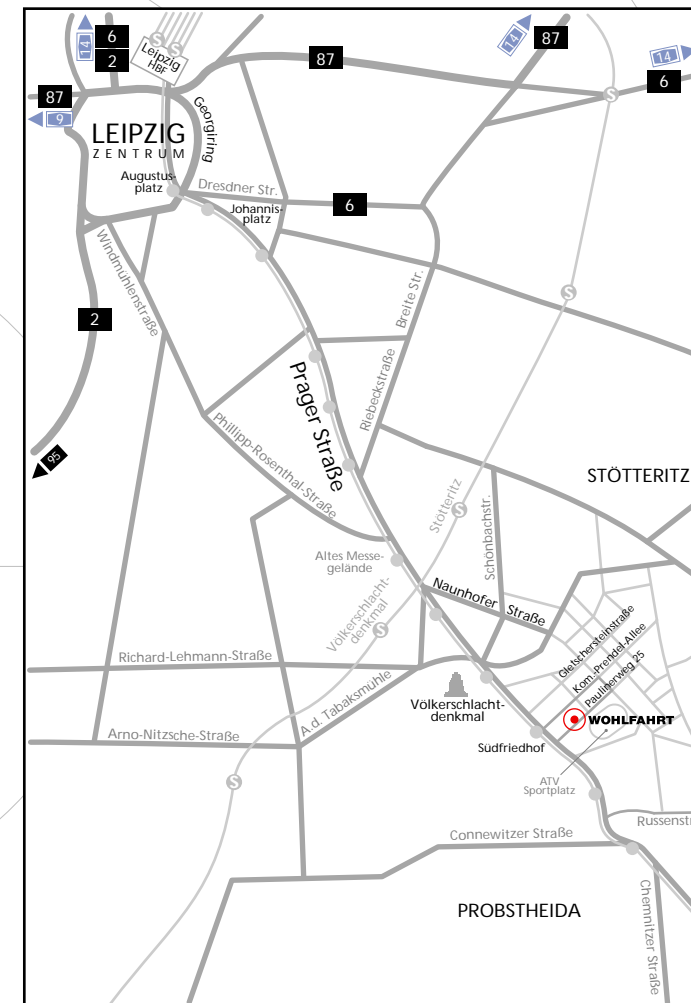 14
6
2
S
S
Leipzig
HBF
87
14
87
14
6
87
9
S
Georgiring
LEIPZIG
ZENTRUM
Augustus-
platz
Dresdner Str.
Johannis-
platz
6
Windmühlenstraße
Breite Str.
S
2
Prager Straße
Riebeckstraße
Phillipp-Rosenthal-Straße
95
STÖTTERITZ
Stötteritz
S
Schönbachstr.
Altes Messe-
gelände
Völkerschlacht-
denkmal
S
Naunhofer Straße
Gletschersteinstraße
Kom.-Prendel-Allee
Paulinerweg 25
Richard-Lehmann-Straße
A.d. Tabaksmühle
Völkerschlacht-
denkmal
WOHLFAHRT
Arno-Nitzsche-Straße
Südfriedhof
S
ATV
Sportplatz
Russenstr
Connewitzer Straße
Chemnitzer Straße
PROBSTHEIDA